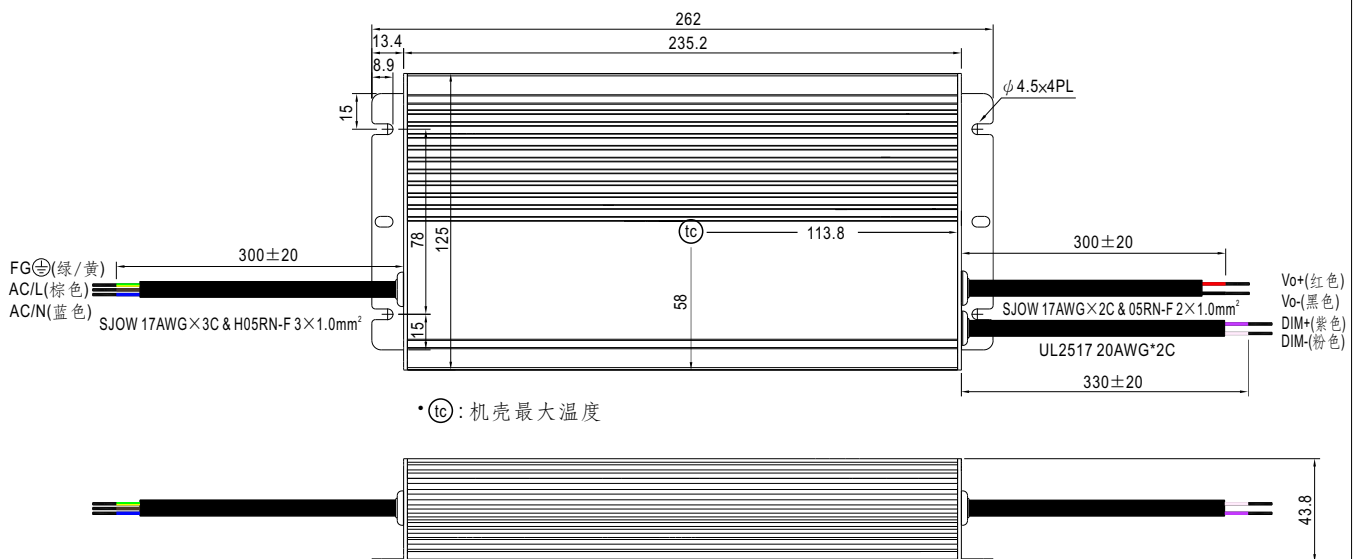 262
13.4
235.2
8.9
ϕ4.5x4PL
15
78
125
tc
113.8
58
15
300±20
FG⏚(绿/黄)
AC/L(棕色)
AC/N(蓝色)
SJOW 17AWG×3C & H05RN-F 3×1.0mm²
300±20
Vo+(红色)
Vo-(黑色)
SJOW 17AWG×2C & 05RN-F 2×1.0mm²
DIM+(紫色)
DIM-(粉色)
UL2517 20AWG*2C
330±20
•tc:机壳最大温度
43.8